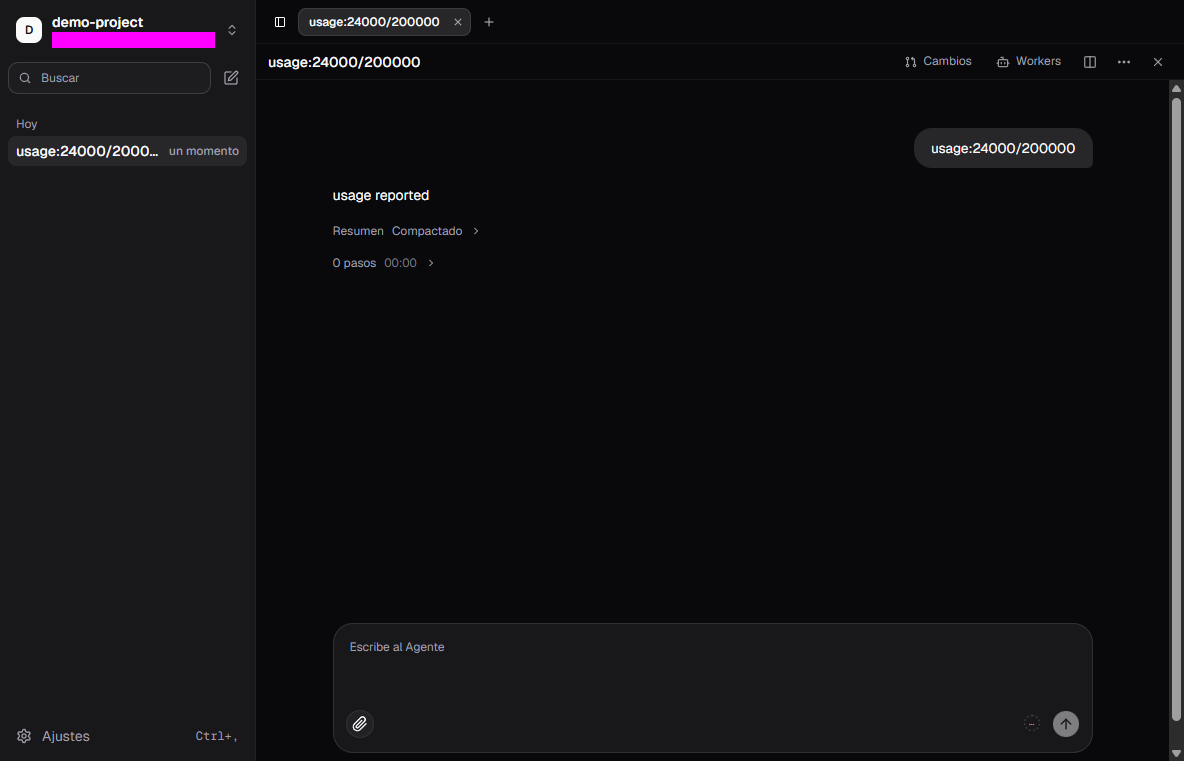 D
demo-project
Buscar
Hoy
usage:24000/2000... un momento
Ajustes Ctrl+,
usage:24000/200000
usage:24000/200000
Cambios
Workers
usage:24000/200000
usage reported
Resumen Compactado
0 pasos 00:00
Escribe al Agente